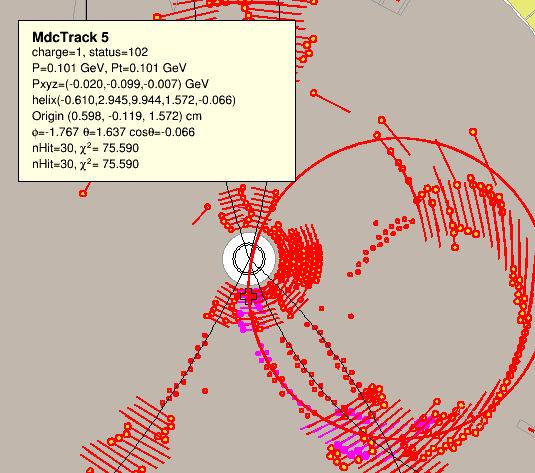 MdcTrack 5
charge=1, status=102
P=0.101 GeV, Pt=0.101 GeV
Pxyz=(-0.020,-0.099,-0.007) GeV
helix(-0.610,2.945,9.944,1.572,-0.066)
Origin (0.598, -0.119, 1.572) cm
ϕ=-1.767 θ=1.637 cosθ=-0.066
nHit=30, χ²= 75.590
nHit=30, χ²= 75.590